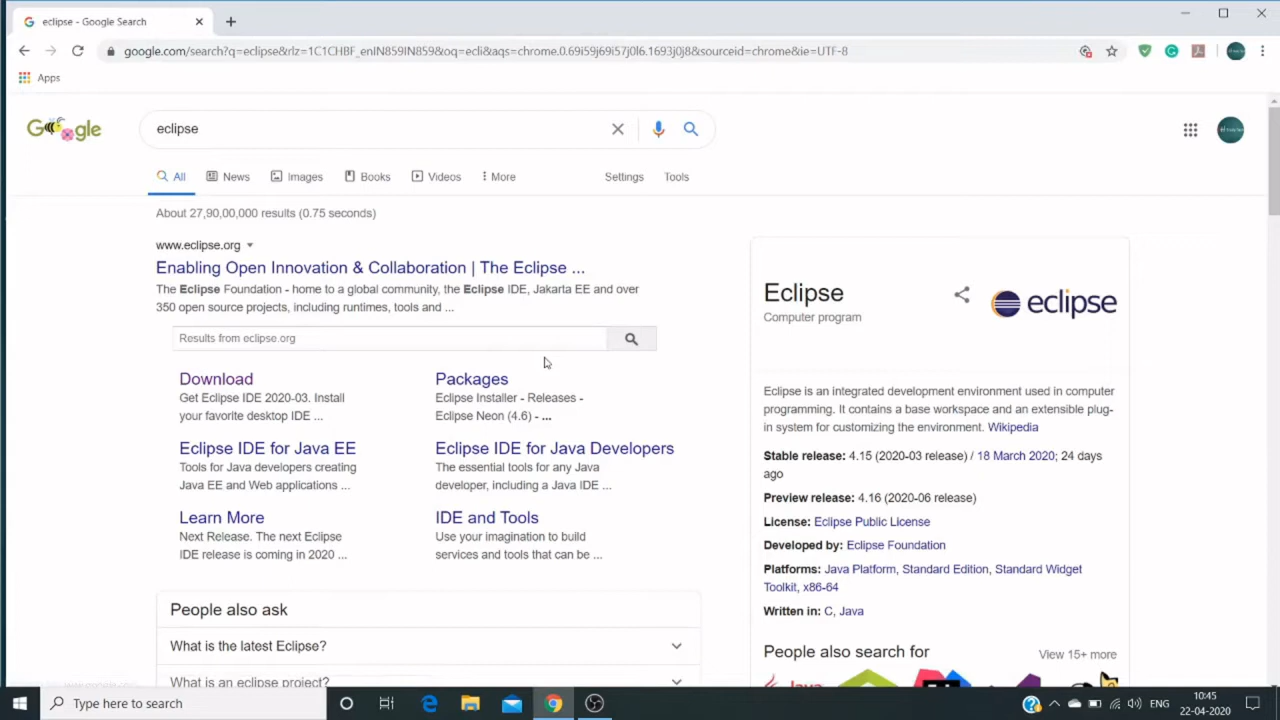 eclipse - Google Search
google.com/search?q=eclipse&rlz=1C1CHBF_enIN859IN859&oq=ecli&aqs=chrome.0.69i59j69i57j0l6.1693j0j8&sourceid=chrome&ie=UTF-8
Apps
Google
eclipse
All
News
Images
Books
Videos
More
Settings
Tools
About 27,90,00,000 results (0.75 seconds)
www.eclipse.org
Enabling Open Innovation & Collaboration | The Eclipse ...
The Eclipse Foundation - home to a global community, the Eclipse IDE, Jakarta EE and over
350 open source projects, including runtimes, tools and ...
Results from eclipse.org
Download
Get Eclipse IDE 2020-03. Install
your favorite desktop IDE ...
Packages
Eclipse Installer - Releases -
Eclipse Neon (4.6) - ...
Eclipse IDE for Java EE
Tools for Java developers creating
Java EE and Web applications ...
Eclipse IDE for Java Developers
The essential tools for any Java
developer, including a Java IDE ...
Learn More
Next Release. The next Eclipse
IDE release is coming in 2020 ...
IDE and Tools
Use your imagination to build
services and tools that can be ...
People also ask
What is the latest Eclipse?
What is an eclipse project?
Eclipse
Computer program
eclipse
Eclipse is an integrated development environment used in computer
programming. It contains a base workspace and an extensible plug-
in system for customizing the environment. Wikipedia
Stable release: 4.15 (2020-03 release) / 18 March 2020; 24 days
ago
Preview release: 4.16 (2020-06 release)
License: Eclipse Public License
Developed by: Eclipse Foundation
Platforms: Java Platform, Standard Edition, Standard Widget
Toolkit, x86-64
Written in: C, Java
People also search for
View 15+ more
Type here to search
ENG
10:45
22-04-2020